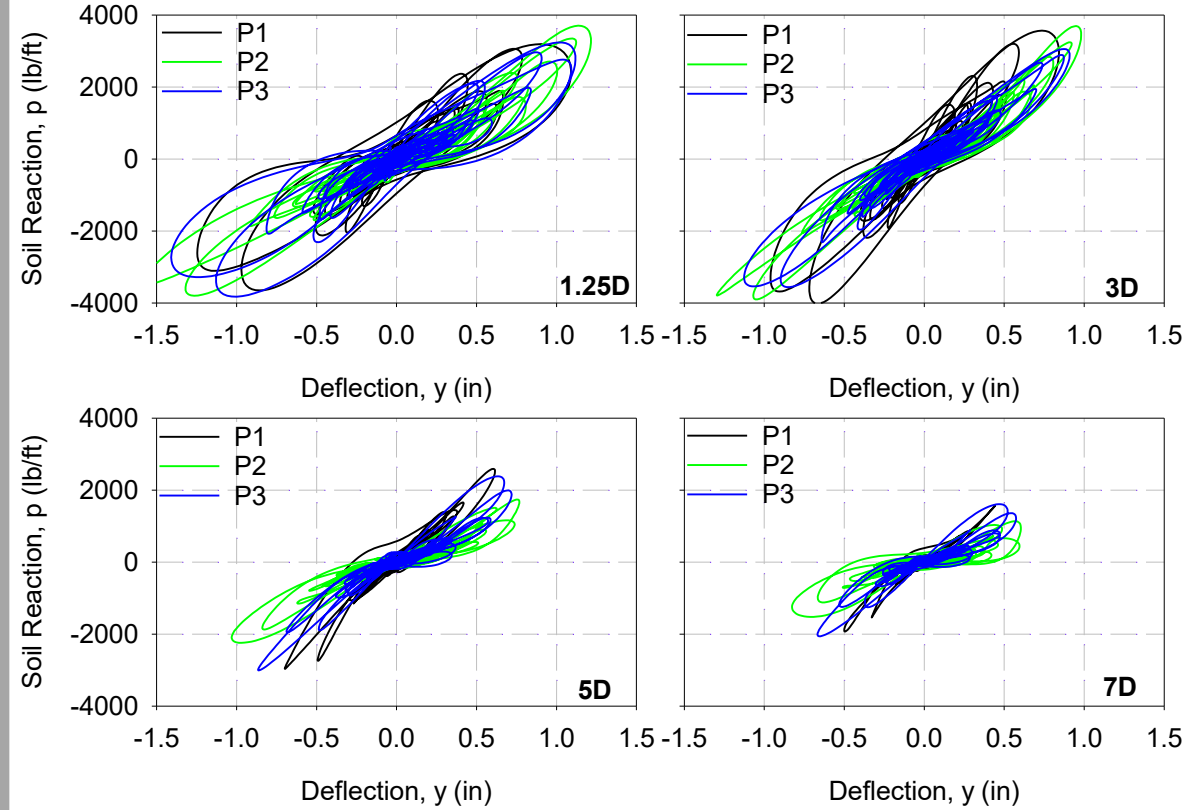 4000
2000
0
-2000
-4000
Soil Reaction, p (lb/ft)
P1
P2
P3
1.25D
-1.5 -1.0 -0.5 0.0 0.5 1.0 1.5
Deflection, y (in)
P1
P2
P3
3D
-1.5 -1.0 -0.5 0.0 0.5 1.0 1.5
Deflection, y (in)
4000
2000
0
-2000
-4000
Soil Reaction, p (lb/ft)
P1
P2
P3
5D
-1.5 -1.0 -0.5 0.0 0.5 1.0 1.5
Deflection, y (in)
P1
P2
P3
7D
-1.5 -1.0 -0.5 0.0 0.5 1.0 1.5
Deflection, y (in)